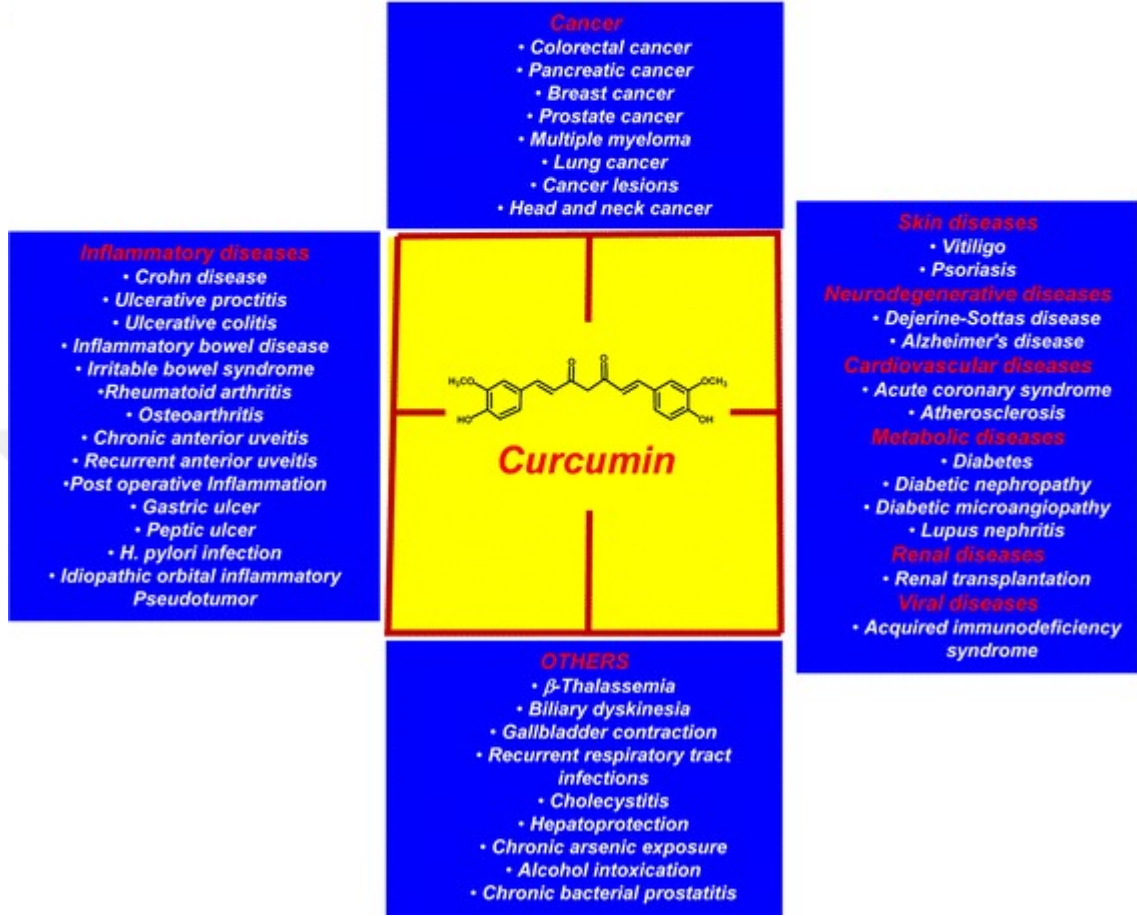 Cancer
• Colorectal cancer
• Pancreatic cancer
• Breast cancer
• Prostate cancer
• Multiple myeloma
• Lung cancer
• Cancer lesions
• Head and neck cancer
Inflammatory diseases
• Crohn disease
• Ulcerative proctitis
• Ulcerative colitis
• Inflammatory bowel disease
• Irritable bowel syndrome
•Rheumatoid arthritis
• Osteoarthritis
• Chronic anterior uveitis
• Recurrent anterior uveitis
•Post operative Inflammation
• Gastric ulcer
• Peptic ulcer
• H. pylori infection
• Idiopathic orbital inflammatory
Pseudotumor
O O
H₃CO OCH₃
HO OH
Curcumin
Skin diseases
• Vitiligo
• Psoriasis
Neurodegenerative diseases
• Dejerine-Sottas disease
• Alzheimer's disease
Cardiovascular diseases
• Acute coronary syndrome
• Atherosclerosis
Metabolic diseases
• Diabetes
• Diabetic nephropathy
• Diabetic microangiopathy
• Lupus nephritis
Renal diseases
• Renal transplantation
Viral diseases
• Acquired immunodeficiency
syndrome
OTHERS
• β-Thalassemia
• Biliary dyskinesia
• Gallbladder contraction
• Recurrent respiratory tract
infections
• Cholecystitis
• Hepatoprotection
• Chronic arsenic exposure
• Alcohol intoxication
• Chronic bacterial prostatitis